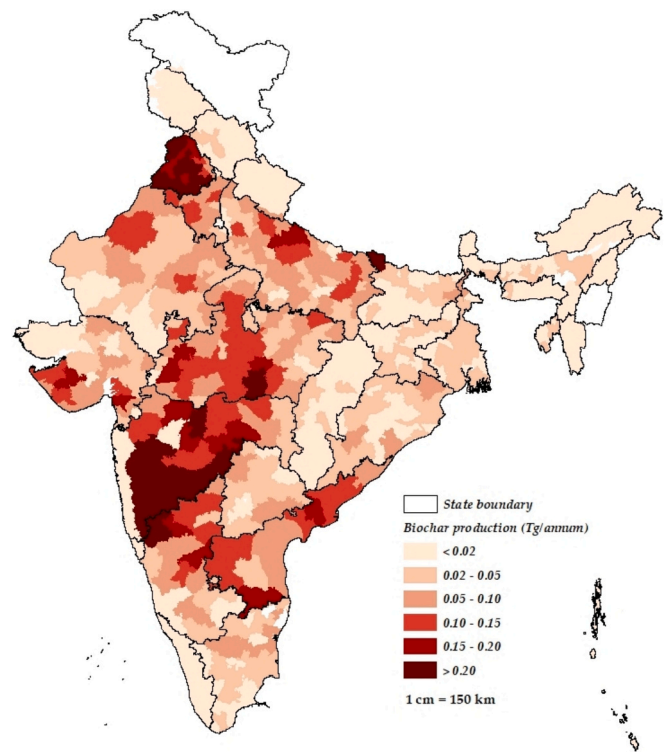 State boundary
Biochar production (Tg/annum)
< 0.02
0.02 - 0.05
0.05 - 0.10
0.10 - 0.15
0.15 - 0.20
> 0.20
1 cm = 150 km